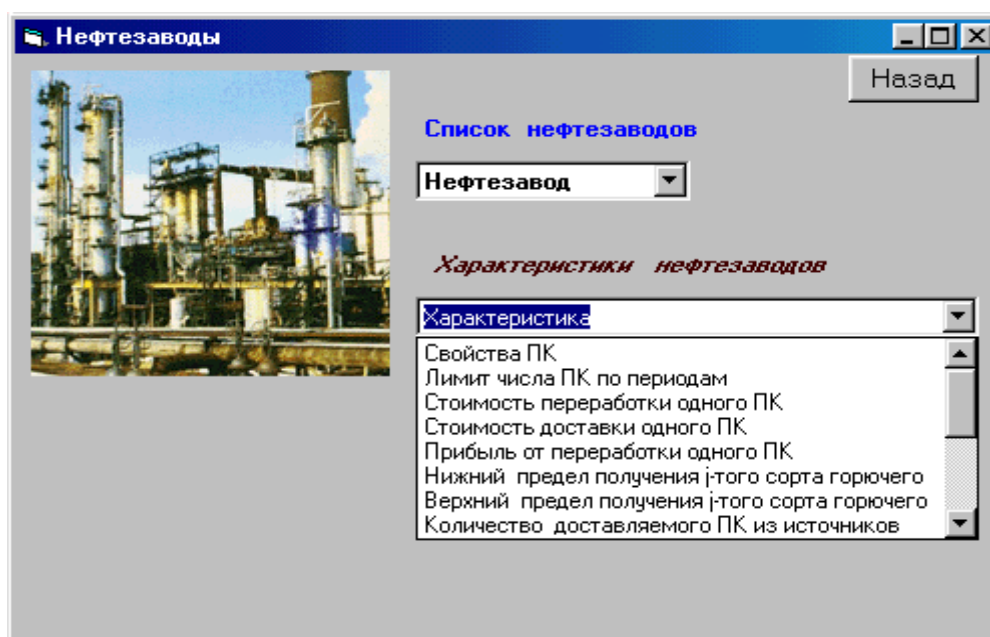 Нефтезаводы
Назад
Список нефтезаводов
Нефтезавод
Характеристики нефтезаводов
Характеристика
Свойства ПК
Лимит числа ПК по периодам
Стоимость переработки одного ПК
Стоимость доставки одного ПК
Прибыль от переработки одного ПК
Нижний предел получения j-того сорта горючего
Верхний предел получения j-того сорта горючего
Количество доставляемого ПК из источников